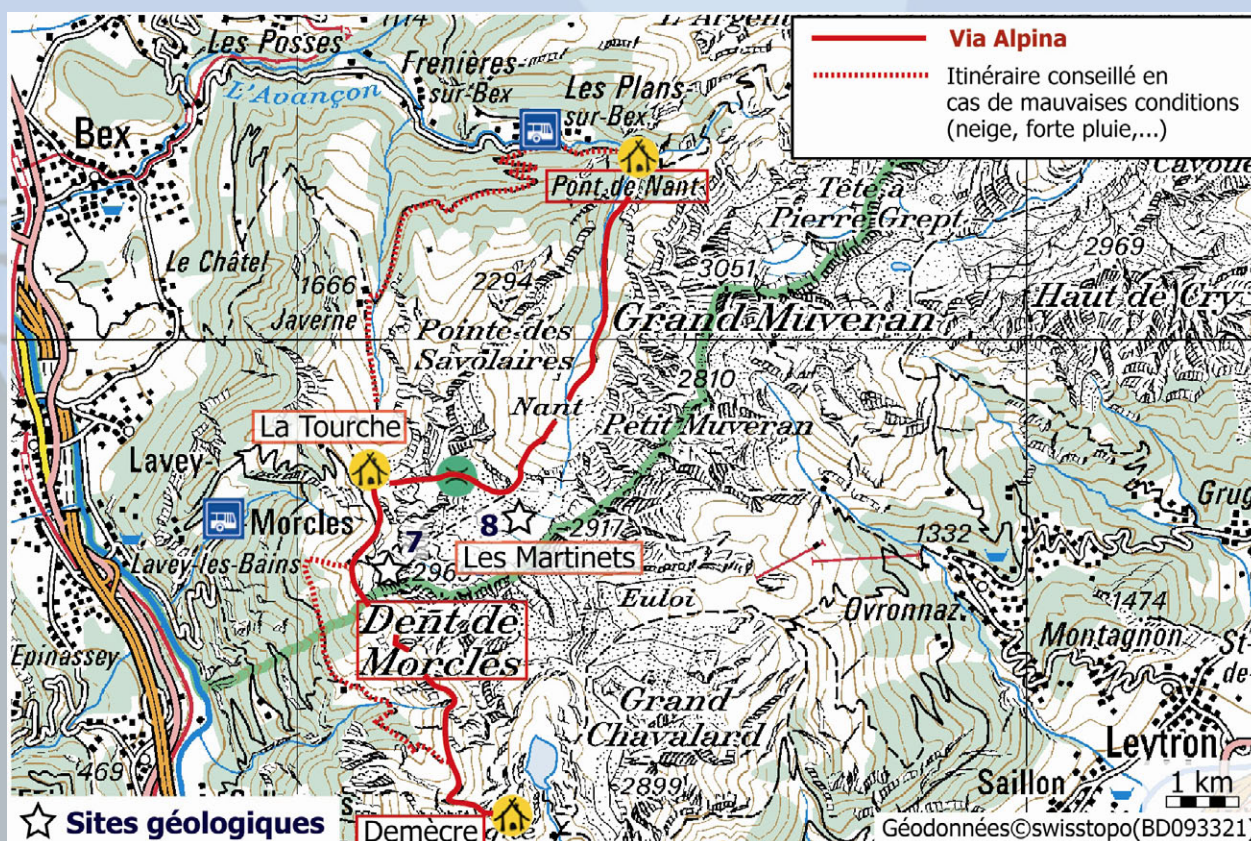 1114
L'Argent
Via Alpina
Les Posses
Itinéraire conseillé en
cas de mauvaises conditions
(neige, forte pluie,...)
Frenières-
sur-Bex
Les Plans-
sur-Bex
L'Avançon
Bex
Pont de Nant
Tête à
Pierre Grept
Le Châtel
2969
3051
1666
2294
Haut de Cry
Javerne
Grand Muveran
Pointe des
Savolaires
2810
Nant
Petit Muveran
La Tourche
Lavey-
Morcles
8
7
2917
1332
Les Martinets
Lavey-les-Bains
Euloi
Ovronnaz
1474
Dent de
Morcles
Montagnon
Epinassey
St-
de-
Grand
Chavalard
Leytron
469
2899
Saillon
1 km
Sites géologiques
Demècre
Géodonnées©swisstopo(BD093321)